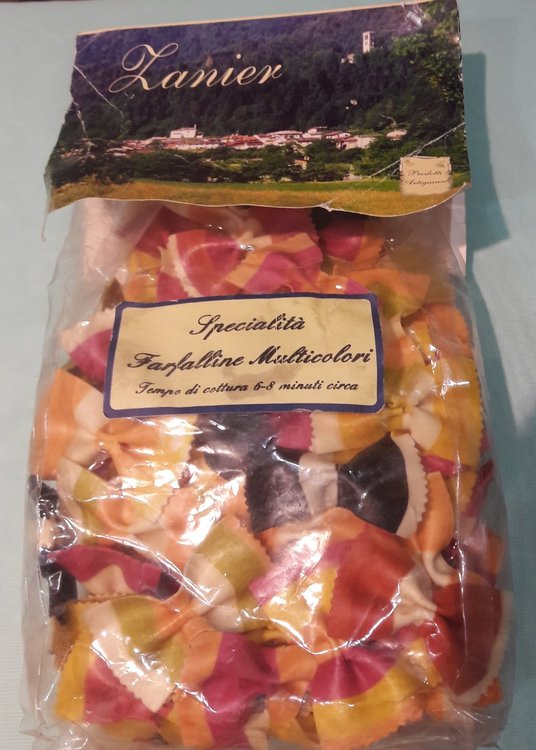 Zanier
Prodotti
Artigianali
Specialità
Farfalline Multicolori
Tempo di cottura 6-8 minuti circa